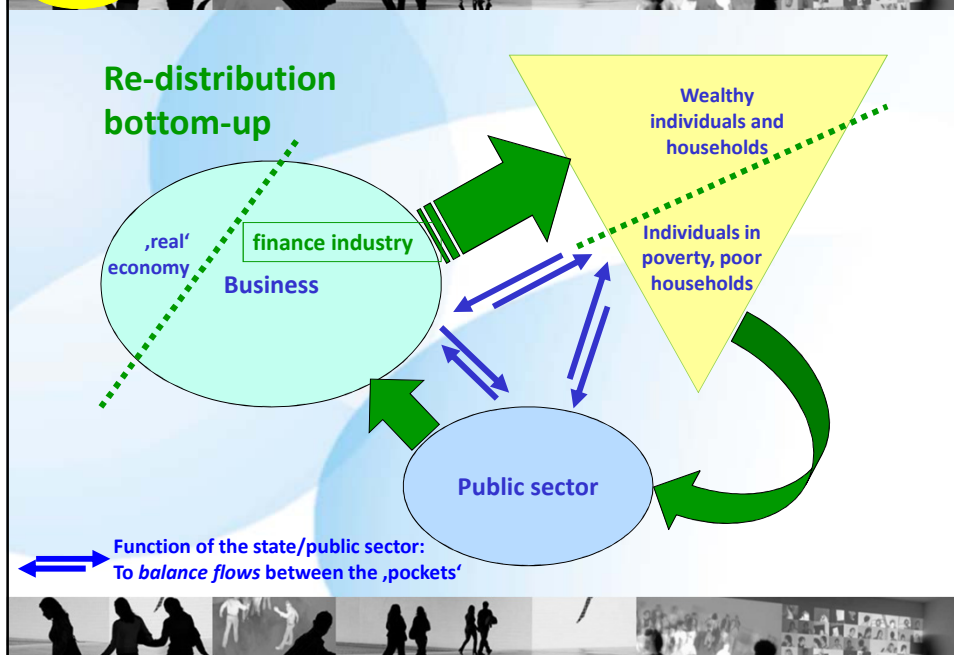 Re-distribution
bottom-up
Wealthy
individuals and
households
‚real‘
economy
finance industry
Business
Individuals in
poverty, poor
households
Public sector
Function of the state/public sector:
To balance flows between the ‚pockets‘